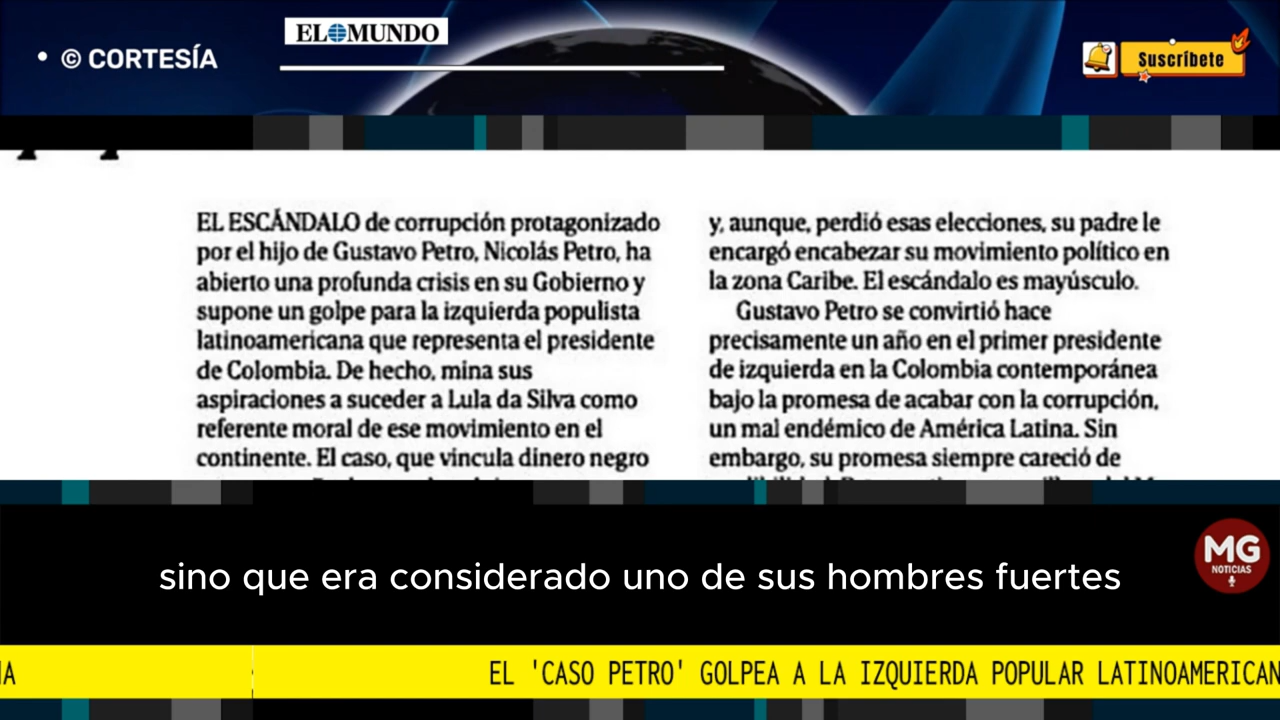 • © CORTESÍA
EL MUNDO
Suscríbete
EL ESCÁNDALO de corrupción protagonizado
por el hijo de Gustavo Petro, Nicolás Petro, ha
abierto una profunda crisis en su Gobierno y
supone un golpe para la izquierda populista
latinoamericana que representa el presidente
de Colombia. De hecho, mina sus
aspiraciones a suceder a Lula da Silva como
referente moral de ese movimiento en el
continente. El caso, que vincula dinero negro
y, aunque, perdió esas elecciones, su padre le
encargó encabezar su movimiento político en
la zona Caribe. El escándalo es mayúsculo.
Gustavo Petro se convirtió hace
precisamente un año en el primer presidente
de izquierda en la Colombia contemporánea
bajo la promesa de acabar con la corrupción,
un mal endémico de América Latina. Sin
embargo, su promesa siempre careció de
sino que era considerado uno de sus hombres fuertes
MG
NOTICIAS
EL 'CASO PETRO' GOLPEA A LA IZQUIERDA POPULAR LATINOAMERICAN